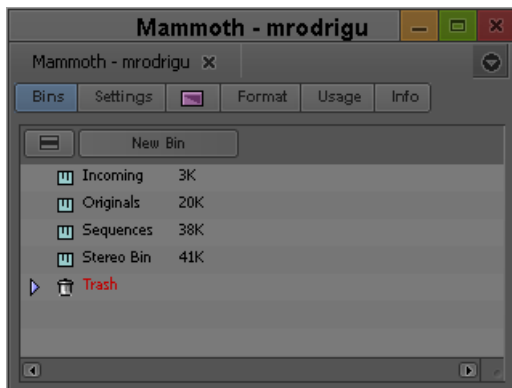 Mammoth - mrodrigu
Mammoth - mrodrigu
Bins Settings Format Usage Info
New Bin
Incoming 3K
Originals 20K
Sequences 38K
Stereo Bin 41K
Trash